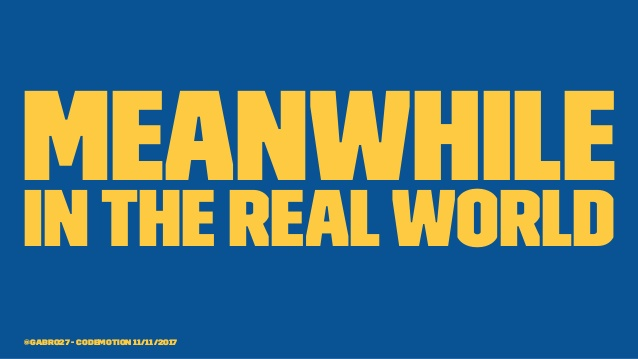 MEANWHILE
IN THE REAL WORLD
@GABRO27 - CODEMOTION 11/11/2017